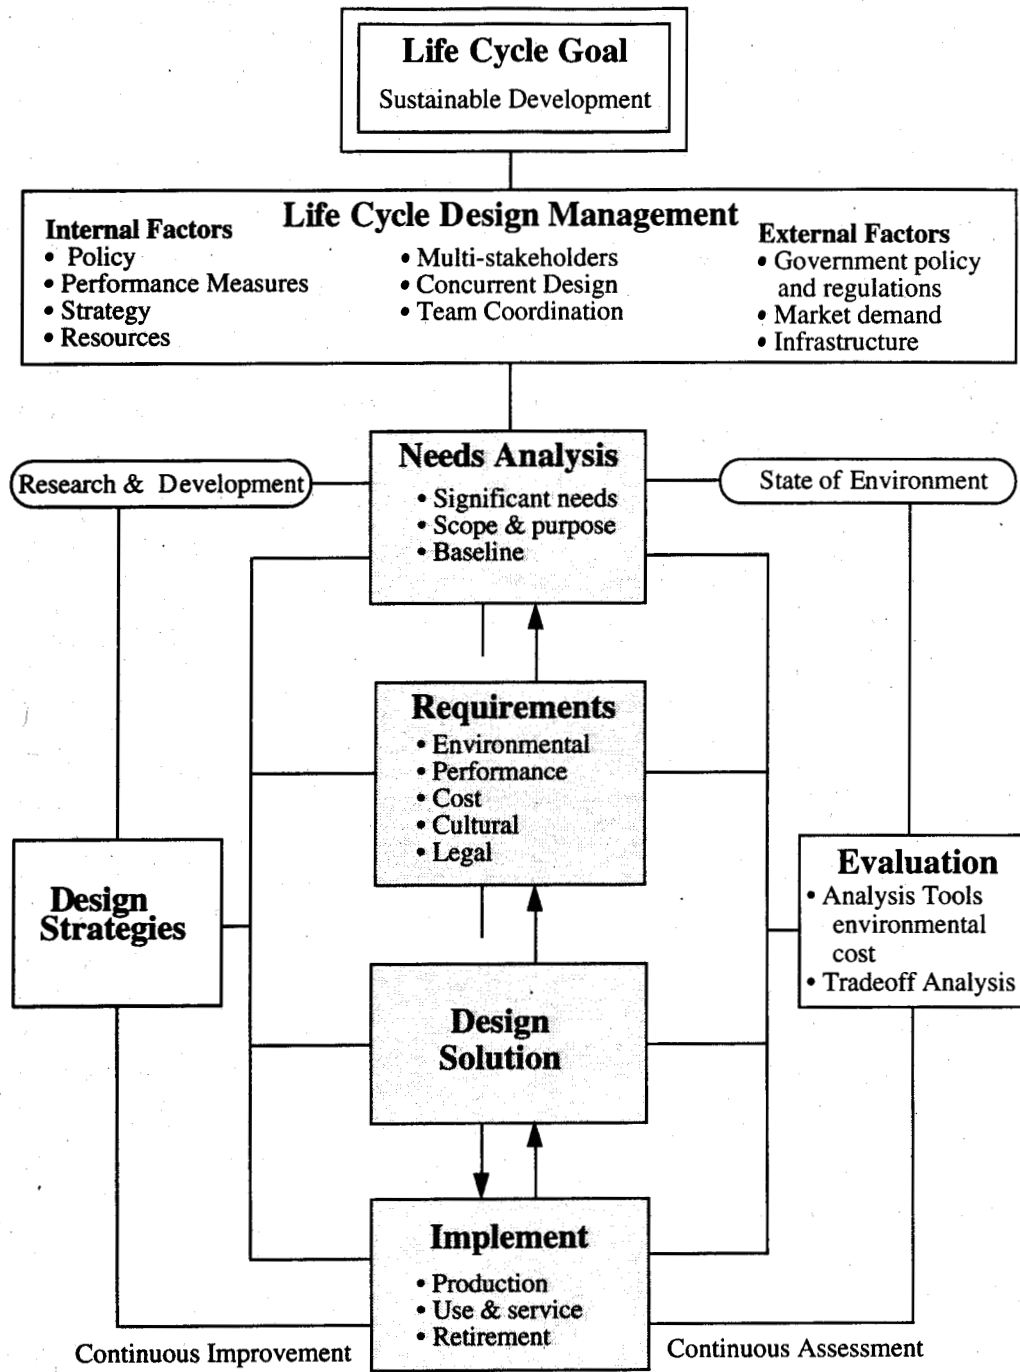 Life Cycle Goal
Sustainable Development
Life Cycle Design Management
Internal Factors
• Policy
• Performance Measures
• Strategy
• Resources
• Multi-stakeholders
• Concurrent Design
• Team Coordination
External Factors
• Government policy
and regulations
• Market demand
• Infrastructure
Needs Analysis
• Significant needs
• Scope & purpose
• Baseline
Research & Development
State of Environment
Requirements
• Environmental
• Performance
• Cost
• Cultural
• Legal
Design
Strategies
Evaluation
• Analysis Tools
environmental
cost
• Tradeoff Analysis
Design
Solution
Implement
• Production
• Use & service
• Retirement
Continuous Improvement
Continuous Assessment